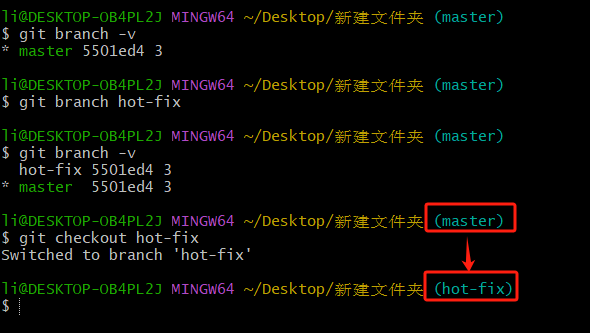 li@DESKTOP-OB4PL2J MINGW64 ~/Desktop/新建文件夹 (master)
$ git branch -v
* master 5501ed4 3
li@DESKTOP-OB4PL2J MINGW64 ~/Desktop/新建文件夹 (master)
$ git branch hot-fix
li@DESKTOP-OB4PL2J MINGW64 ~/Desktop/新建文件夹 (master)
$ git branch -v
  hot-fix 5501ed4 3
* master  5501ed4 3
li@DESKTOP-OB4PL2J MINGW64 ~/Desktop/新建文件夹 (master)
$ git checkout hot-fix
Switched to branch 'hot-fix'
li@DESKTOP-OB4PL2J MINGW64 ~/Desktop/新建文件夹 (hot-fix)
$